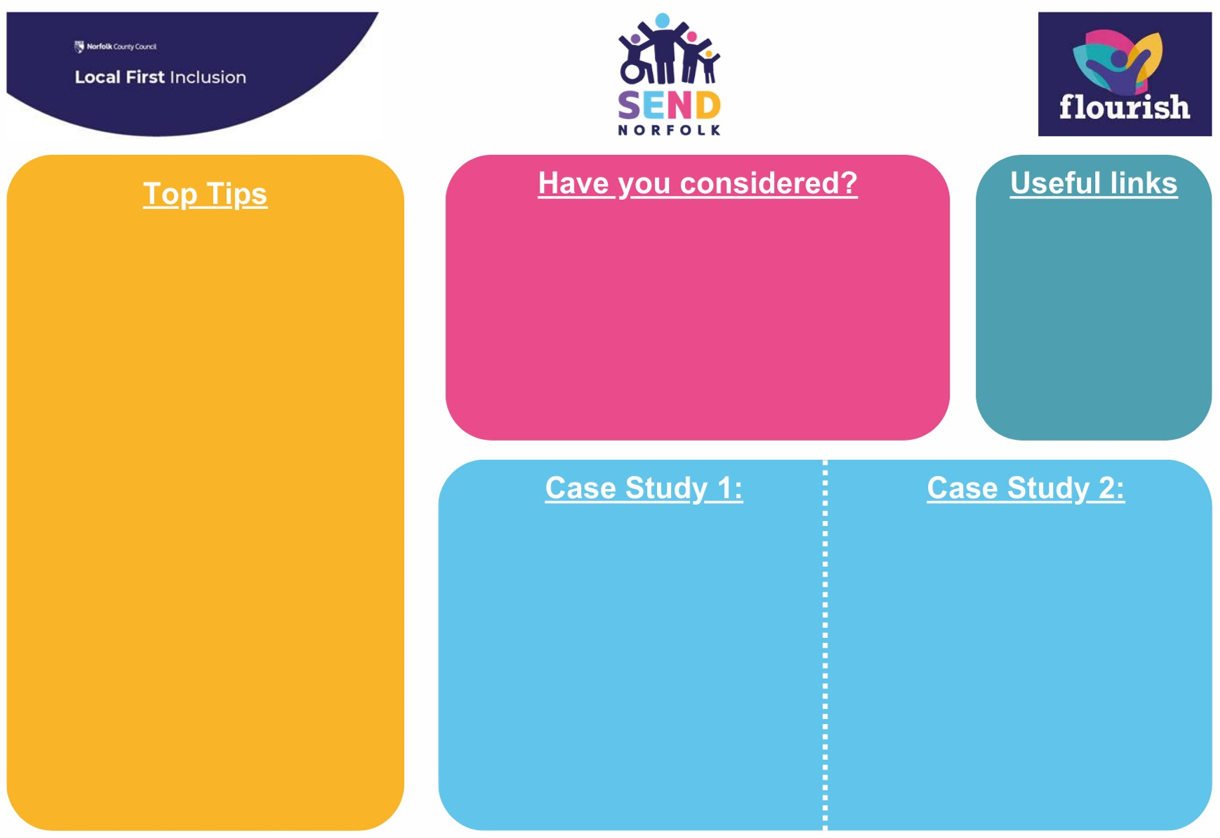 Norfolk County Council
Local First Inclusion
SEND
NORFOLK
flourish
Top Tips
Have you considered?
Useful links
Case Study 1:
Case Study 2: